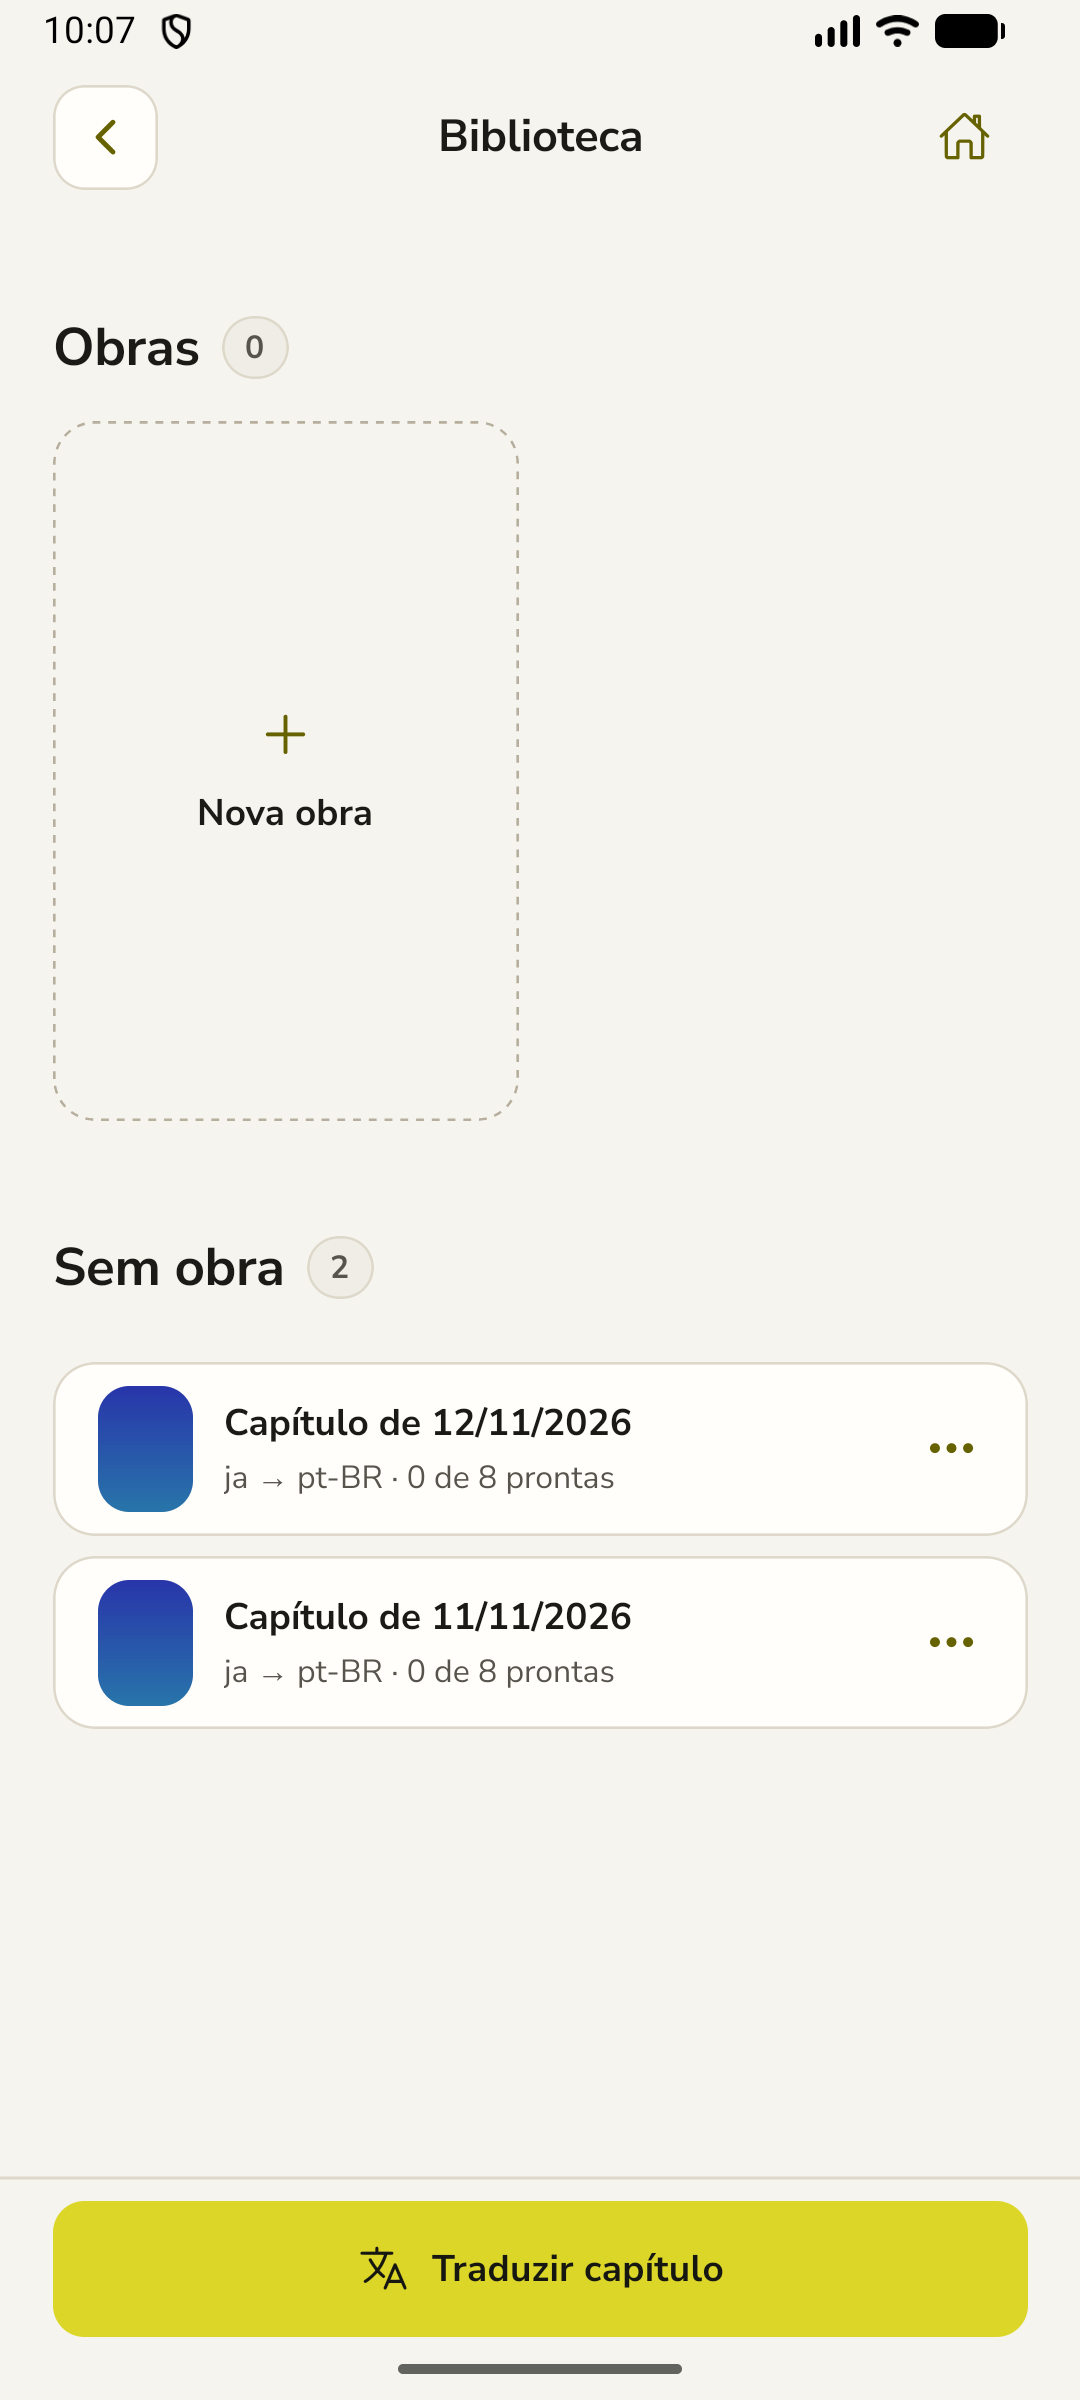 10:07
Biblioteca
Obras 0
Nova obra
Sem obra 2
Capítulo de 12/11/2026
ja → pt-BR · 0 de 8 prontas
Capítulo de 11/11/2026
ja → pt-BR · 0 de 8 prontas
Traduzir capítulo